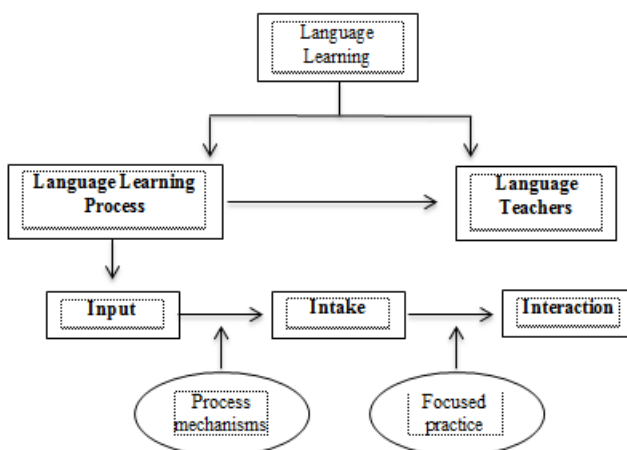 Language
Learning
Language Learning
Process
Language
Teachers
Input
Intake
Interaction
Process
mechanisms
Focused
practice